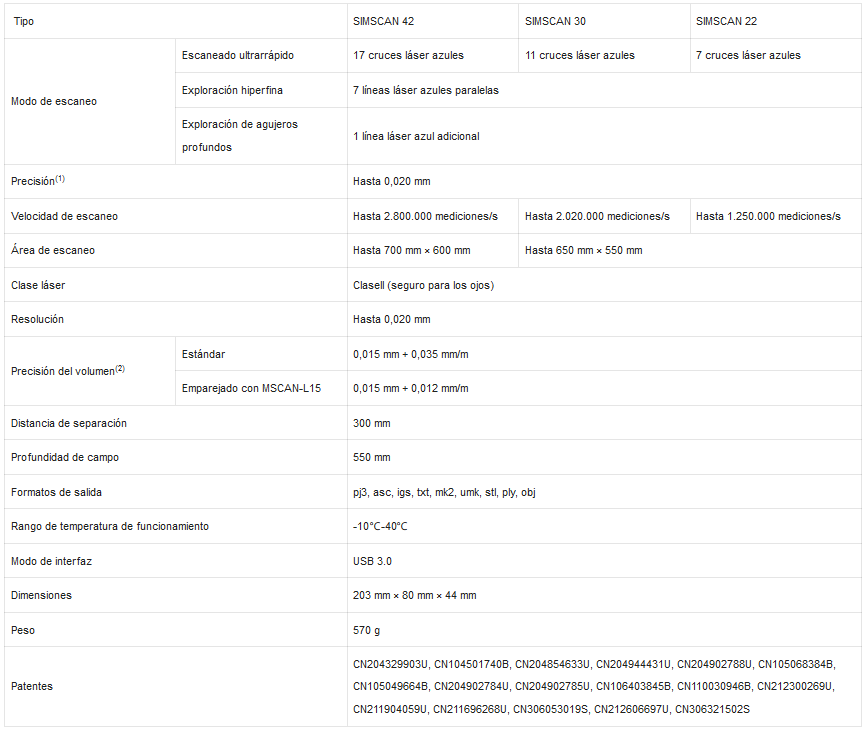 Tipo SIMSCAN 42 SIMSCAN 30 SIMSCAN 22
Modo de escaneo
Escaneado ultrarrápido 17 cruces láser azules 11 cruces láser azules 7 cruces láser azules
Exploración hiperfina 7 líneas láser azules paralelas
Exploración de agujeros
profundos
1 línea láser azul adicional
Precisión(1) Hasta 0,020 mm
Velocidad de escaneo Hasta 2.800.000 mediciones/s Hasta 2.020.000 mediciones/s Hasta 1.250.000 mediciones/s
Área de escaneo Hasta 700 mm × 600 mm Hasta 650 mm × 550 mm
Clase láser ClaseⅡ (seguro para los ojos)
Resolución Hasta 0,020 mm
Precisión del volumen(2)
Estándar 0,015 mm + 0,035 mm/m
Emparejado con MSCAN-L15 0,015 mm + 0,012 mm/m
Distancia de separación 300 mm
Profundidad de campo 550 mm
Formatos de salida pj3, asc, igs, txt, mk2, umk, stl, ply, obj
Rango de temperatura de funcionamiento -10°C-40°C
Modo de interfaz USB 3.0
Dimensiones 203 mm × 80 mm × 44 mm
Peso 570 g
Patentes
CN204329903U, CN104501740B, CN204854633U, CN204944431U, CN204902788U, CN105068384B,
CN105049664B, CN204902784U, CN204902785U, CN106403845B, CN110030946B, CN212300269U,
CN211904059U, CN211696268U, CN306053019S, CN212606697U, CN306321502S